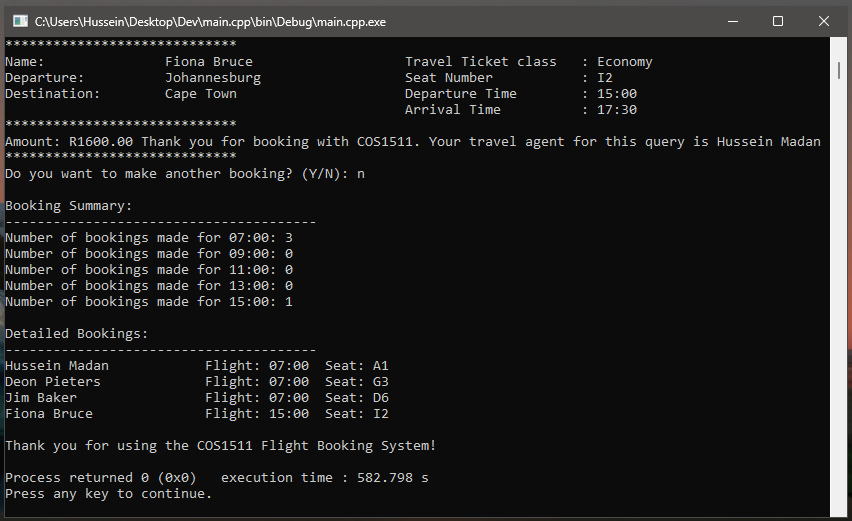 C:\Users\Hussein\Desktop\Dev\main.cpp\bin\Debug\main.cpp.exe
*****************************
Name:               Fiona Bruce                   Travel Ticket class   : Economy
Departure:          Johannesburg                  Seat Number           : I2
Destination:        Cape Town                     Departure Time        : 15:00
                                                  Arrival Time          : 17:30
*****************************
Amount: R1600.00 Thank you for booking with COS1511. Your travel agent for this query is Hussein Madan
*****************************
Do you want to make another booking? (Y/N): n

Booking Summary:
---------------------------------------
Number of bookings made for 07:00: 3
Number of bookings made for 09:00: 0
Number of bookings made for 11:00: 0
Number of bookings made for 13:00: 0
Number of bookings made for 15:00: 1

Detailed Bookings:
---------------------------------------
Hussein Madan            Flight: 07:00  Seat: A1
Deon Pieters             Flight: 07:00  Seat: G3
Jim Baker                Flight: 07:00  Seat: D6
Fiona Bruce              Flight: 15:00  Seat: I2

Thank you for using the COS1511 Flight Booking System!

Process returned 0 (0x0)   execution time : 582.798 s
Press any key to continue.